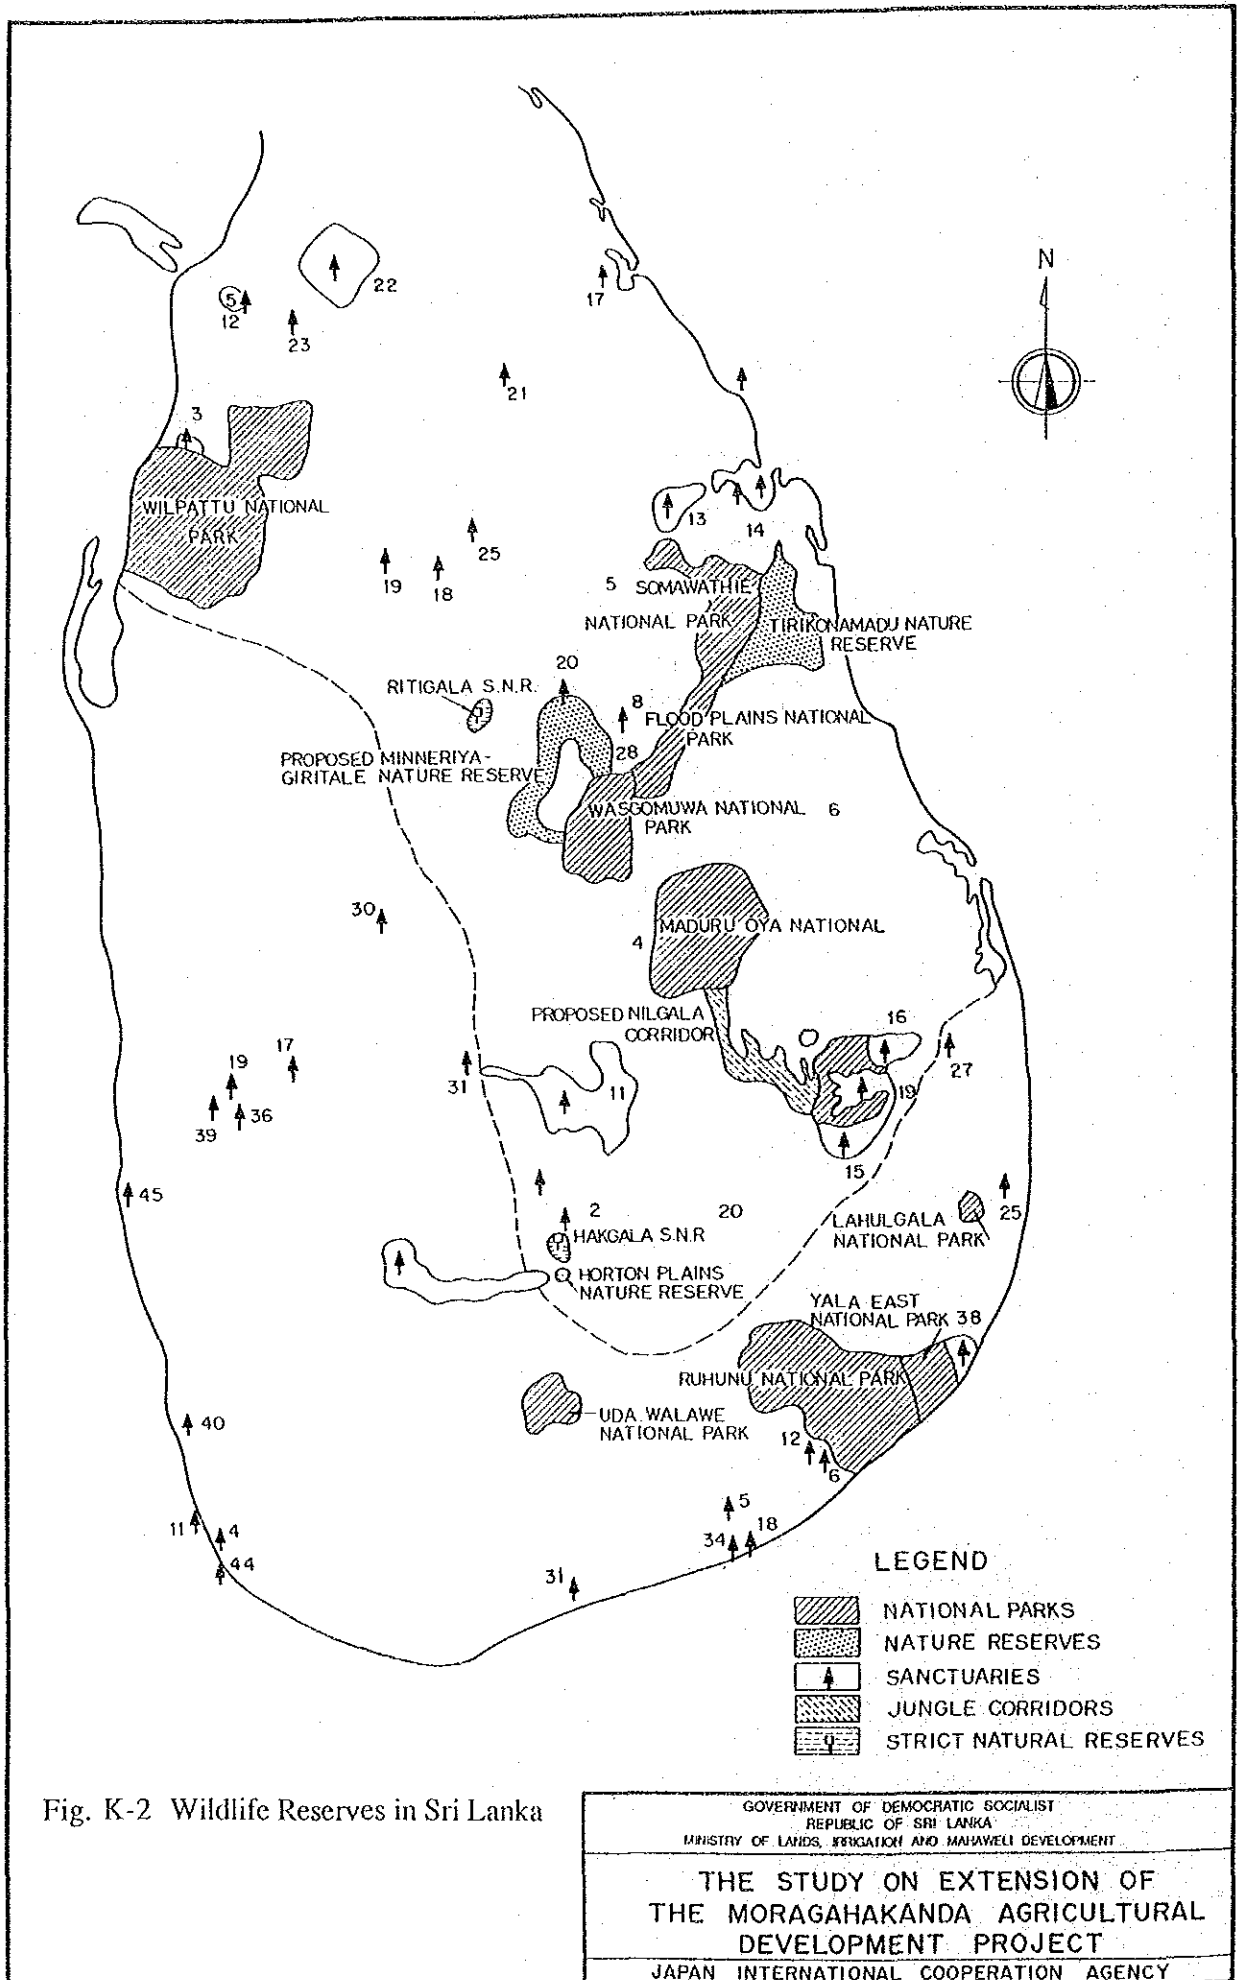 N
22
5
12
23
17
21
3
WILPATTU NATIONAL
PARK
13
14
25
19
18
5 SOMAWATHIE
NATIONAL PARK
TIRIKONAMADU NATURE
RESERVE
20
RITIGALA S.N.R.
8
FLOOD PLAINS NATIONAL
PARK
28
PROPOSED MINNERIYA-
GIRITALE NATURE RESERVE
WASGOMUWA NATIONAL 6
PARK
30
4
MADURU OYA NATIONAL
PROPOSED NILGALA
CORRIDOR
16
27
19
15
17
19
39
36
31
11
45
2
20
HAKGALA S.N.R
HORTON PLAINS
NATURE RESERVE
25
LAHULGALA
NATIONAL PARK
YALA EAST
NATIONAL PARK 38
RUHUNU NATIONAL PARK
UDA WALAWE
NATIONAL PARK
12
6
40
11
4
44
5
34
18
31
LEGEND
NATIONAL PARKS
NATURE RESERVES
SANCTUARIES
JUNGLE CORRIDORS
STRICT NATURAL RESERVES
Fig. K-2 Wildlife Reserves in Sri Lanka
GOVERNMENT OF DEMOCRATIC SOCIALIST
REPUBLIC OF SRI LANKA
MINISTRY OF LANDS, IRRIGATION AND MAHAWELI DEVELOPMENT
THE STUDY ON EXTENSION OF
THE MORAGAHAKANDA AGRICULTURAL
DEVELOPMENT PROJECT
JAPAN INTERNATIONAL COOPERATION AGENCY